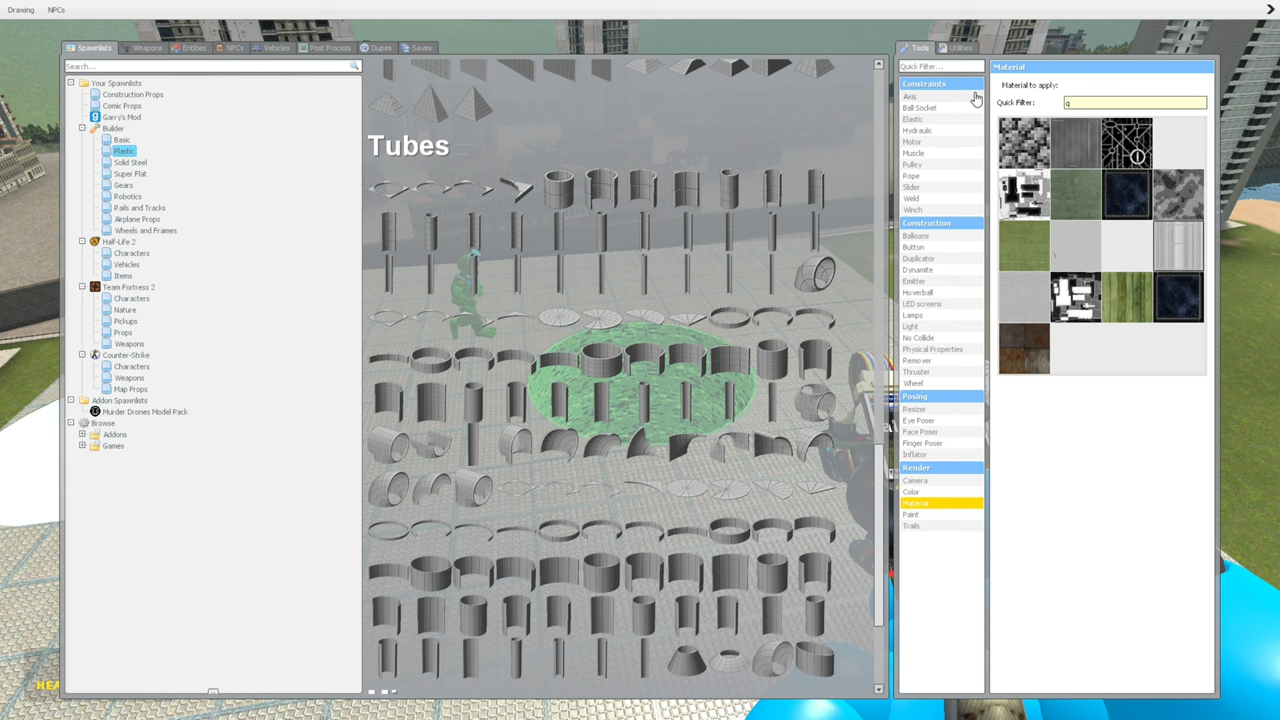 Drawing NPCs
Spawnlists Weapons Entities NPCs Vehicles Post Process Dupes Saves
Search...
Your Spawnlists
Construction Props
Comic Props
Garry's Mod
Builder
Basic
Plastic
Solid Steel
Super Flat
Gears
Robotics
Rails and Tracks
Airplane Props
Wheels and Frames
Half-Life 2
Characters
Vehicles
Items
Team Fortress 2
Characters
Nature
Pickups
Props
Weapons
Counter-Strike
Characters
Weapons
Map Props
Addon Spawnlists
Murder Drones Model Pack
Browse
Addons
Games
Tubes
Tools Utilities
Quick Filter...
Constraints
Axis
Ball Socket
Elastic
Hydraulic
Motor
Muscle
Pulley
Rope
Slider
Weld
Winch
Construction
Balloons
Button
Duplicator
Dynamite
Emitter
Hoverball
LED screens
Lamps
Light
No Collide
Physical Properties
Remover
Thruster
Wheel
Posing
Resizer
Eye Poser
Face Poser
Finger Poser
Inflator
Render
Camera
Color
Material
Paint
Trails
Material
Material to apply:
Quick Filter: q